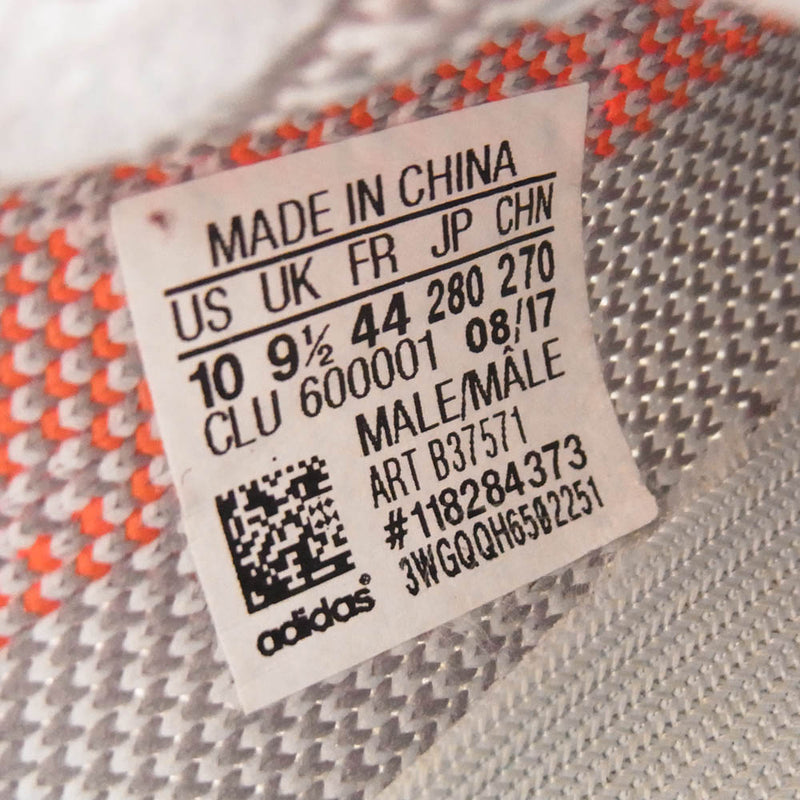 MADE IN CHINA
US UK FR JP CHN
10 9½ 44 280 270
CLU 600001 08/17
MALE/MÂLE
ART B37571
#118284373
3WGQQH6502251
adidas®